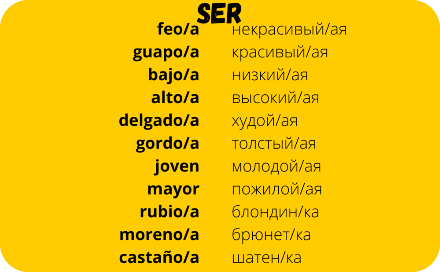 SER
feo/a некрасивый/ая
guapo/a красивый/ая
bajo/a низкий/ая
alto/a высокий/ая
delgado/a худой/ая
gordo/a толстый/ая
joven молодой/ая
mayor пожилой/ая
rubio/a блондин/ка
moreno/a брюнет/ка
castaño/a шатен/ка